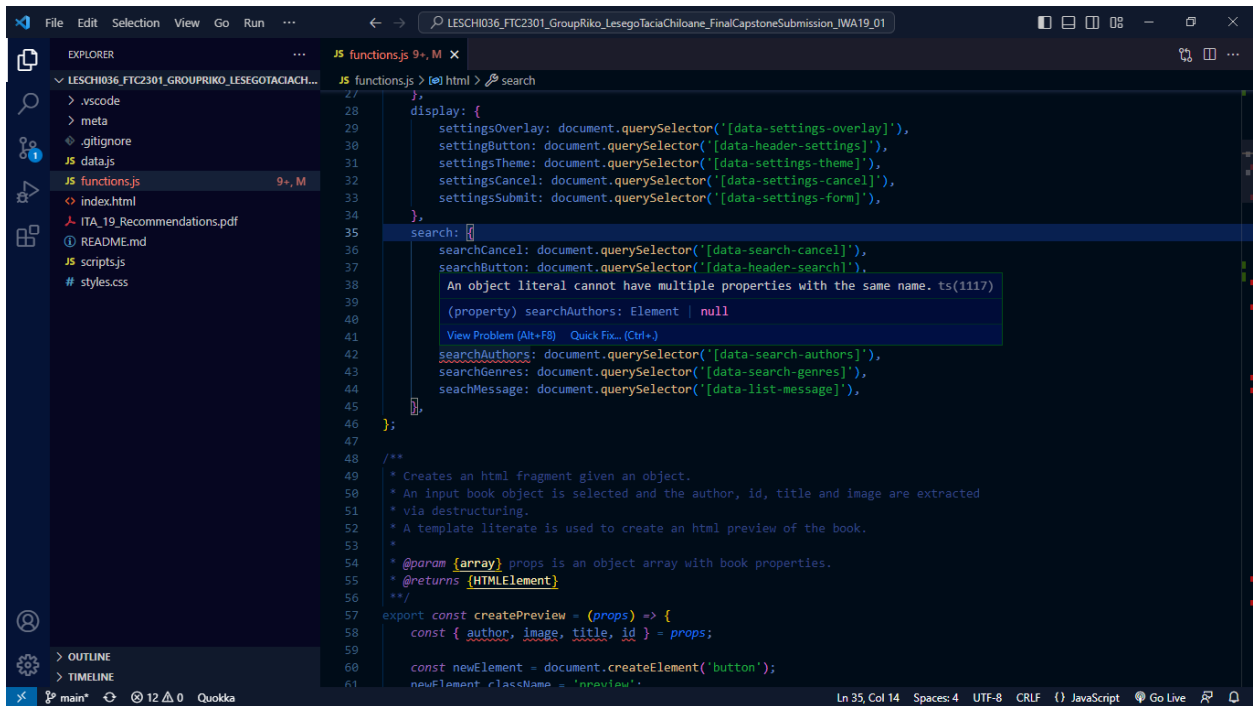 File Edit Selection View Go Run ··· LESCHI036_FTC2301_GroupRiko_LesegoTaciaChiloane_FinalCapstoneSubmission_IWA19_01
EXPLORER ···
LESCHI036_FTC2301_GROUPRIKO_LESEGOTACIACH...
.vscode
meta
.gitignore
JS data.js
JS functions.js 9+, M
<> index.html
ITA_19_Recommendations.pdf
README.md
JS scripts.js
# styles.css
OUTLINE
TIMELINE
JS functions.js 9+, M
JS functions.js > html > search
27 },
28 display: {
29 settingsOverlay: document.querySelector('[data-settings-overlay]'),
30 settingButton: document.querySelector('[data-header-settings]'),
31 settingsTheme: document.querySelector('[data-settings-theme]'),
32 settingsCancel: document.querySelector('[data-settings-cancel]'),
33 settingsSubmit: document.querySelector('[data-settings-form]'),
34 },
35 search: {
36 searchCancel: document.querySelector('[data-search-cancel]'),
37 searchButton: document.querySelector('[data-header-search]'),
38 An object literal cannot have multiple properties with the same name. ts(1117)
39 (property) searchAuthors: Element | null
40
41 View Problem (Alt+F8) Quick Fix... (Ctrl+.)
42 searchAuthors: document.querySelector('[data-search-authors]'),
43 searchGenres: document.querySelector('[data-search-genres]'),
44 seachMessage: document.querySelector('[data-list-message]'),
45 },
46 };
47
48 /**
49 * Creates an html fragment given an object.
50 * An input book object is selected and the author, id, title and image are extracted
51 * via destructuring.
52 * A template literate is used to create an html preview of the book.
53 *
54 * @param {array} props is an object array with book properties.
55 * @returns {HTMLElement}
56 **/
57 export const createPreview = (props) => {
58 const { author, image, title, id } = props;
59
60 const newElement = document.createElement('button');
61 newElement.className = 'preview';
1
main* 12 0 Quokka Ln 35, Col 14 Spaces: 4 UTF-8 CRLF {} JavaScript Go Live